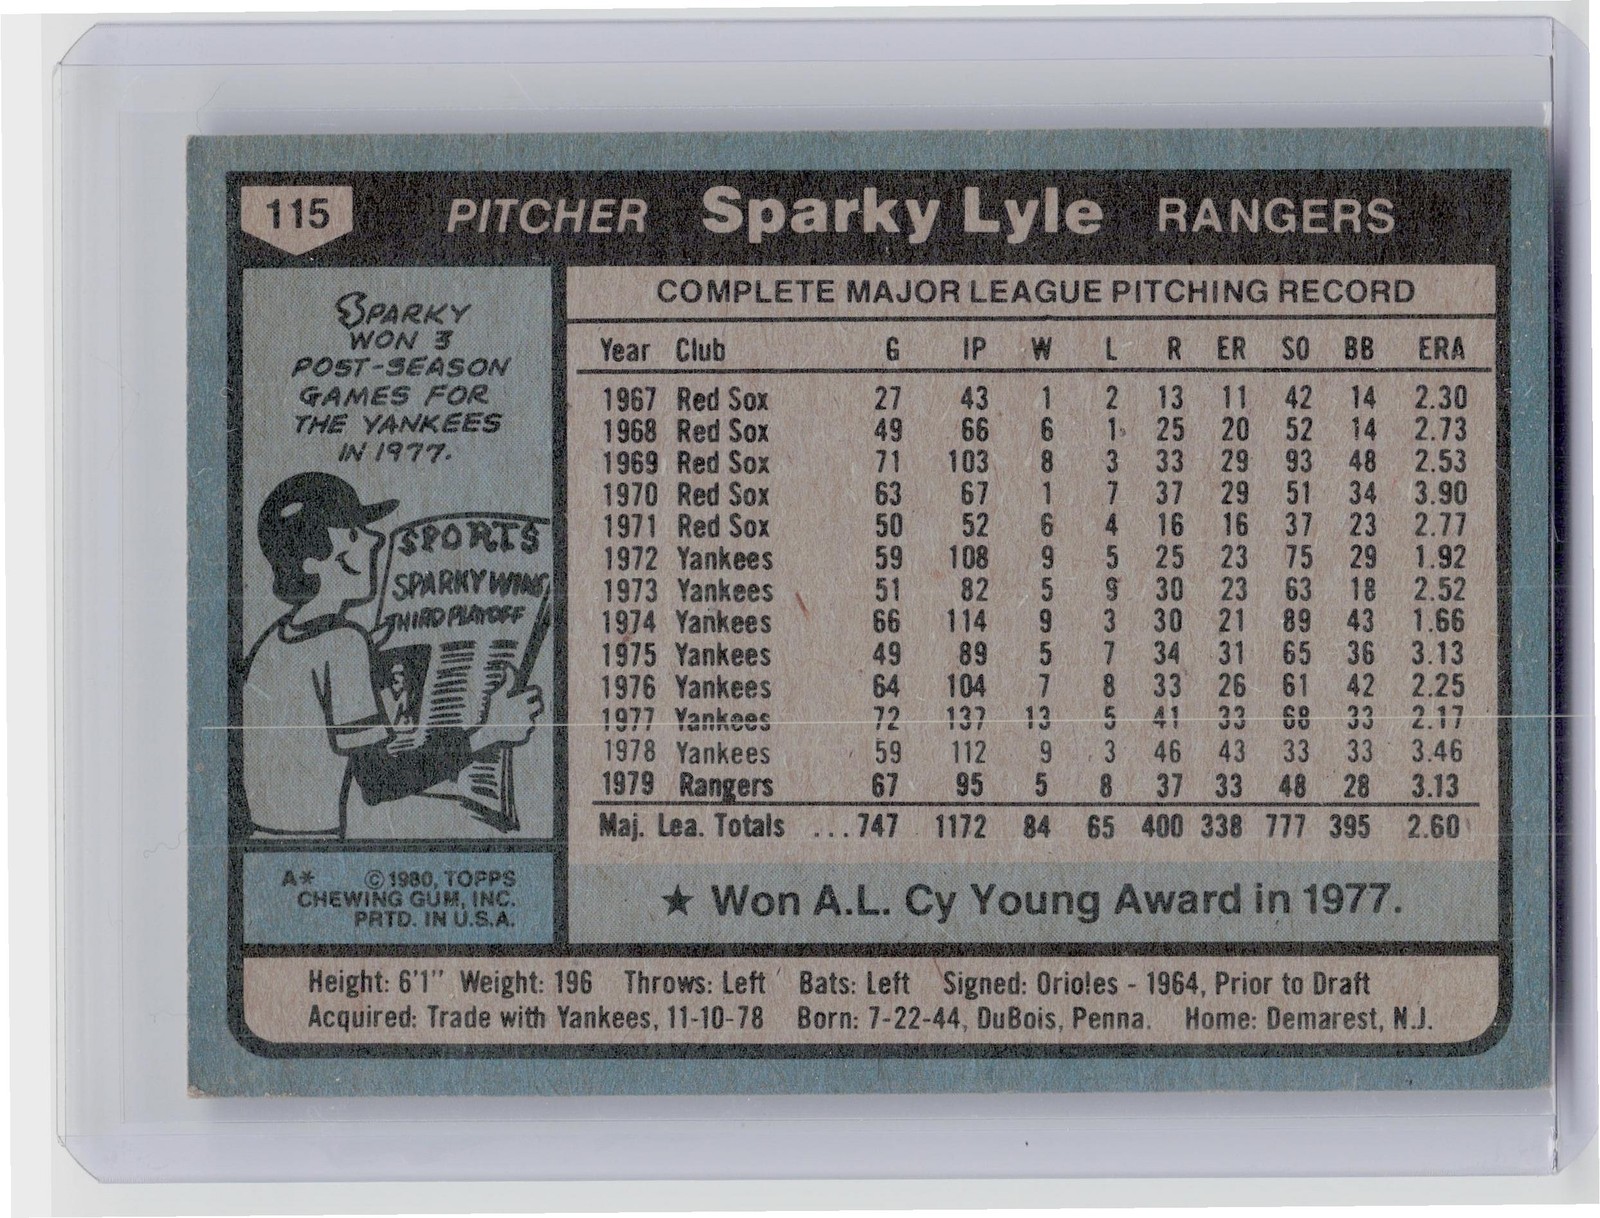 115 PITCHER Sparky Lyle RANGERS
SPARKY
WON 3
POST-SEASON
GAMES FOR
THE YANKEES
IN 1977.
SPORTS
SPARKY WINS
THIRD PLAYOFF
A* © 1980, TOPPS
CHEWING GUM, INC.
PRTD. IN U.S.A.
COMPLETE MAJOR LEAGUE PITCHING RECORD
Year Club G IP W L R ER SO BB ERA
1967 Red Sox 27 43 1 2 13 11 42 14 2.30
1968 Red Sox 49 66 6 1 25 20 52 14 2.73
1969 Red Sox 71 103 8 3 33 29 93 48 2.53
1970 Red Sox 63 67 1 7 37 29 51 34 3.90
1971 Red Sox 50 52 6 4 16 16 37 23 2.77
1972 Yankees 59 108 9 5 25 23 75 29 1.92
1973 Yankees 51 82 5 9 30 23 63 18 2.52
1974 Yankees 66 114 9 3 30 21 89 43 1.66
1975 Yankees 49 89 5 7 34 31 65 36 3.13
1976 Yankees 64 104 7 8 33 26 61 42 2.25
1977 Yankees 72 137 13 5 41 33 68 33 2.17
1978 Yankees 59 112 9 3 46 43 33 33 3.46
1979 Rangers 67 95 5 8 37 33 48 28 3.13
Maj. Lea. Totals ...747 1172 84 65 400 338 777 395 2.60
★ Won A.L. Cy Young Award in 1977.
Height: 6'1" Weight: 196 Throws: Left Bats: Left Signed: Orioles - 1964, Prior to Draft
Acquired: Trade with Yankees, 11-10-78 Born: 7-22-44, DuBois, Penna. Home: Demarest, N.J.